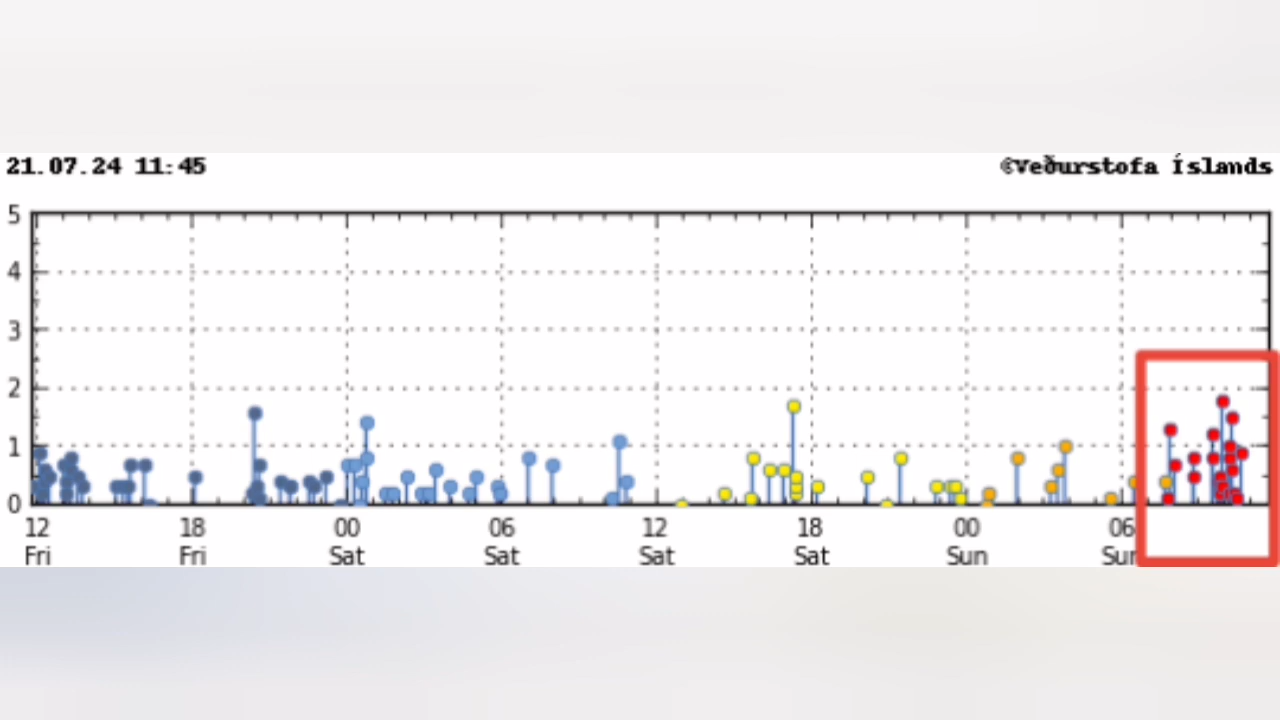 21.07.24 11:45 ©Veðurstofa Íslands
5
4
3
2
1
0
12 18 00 06 12 18 00 06
Fri Fri Sat Sat Sat Sat Sun Sun